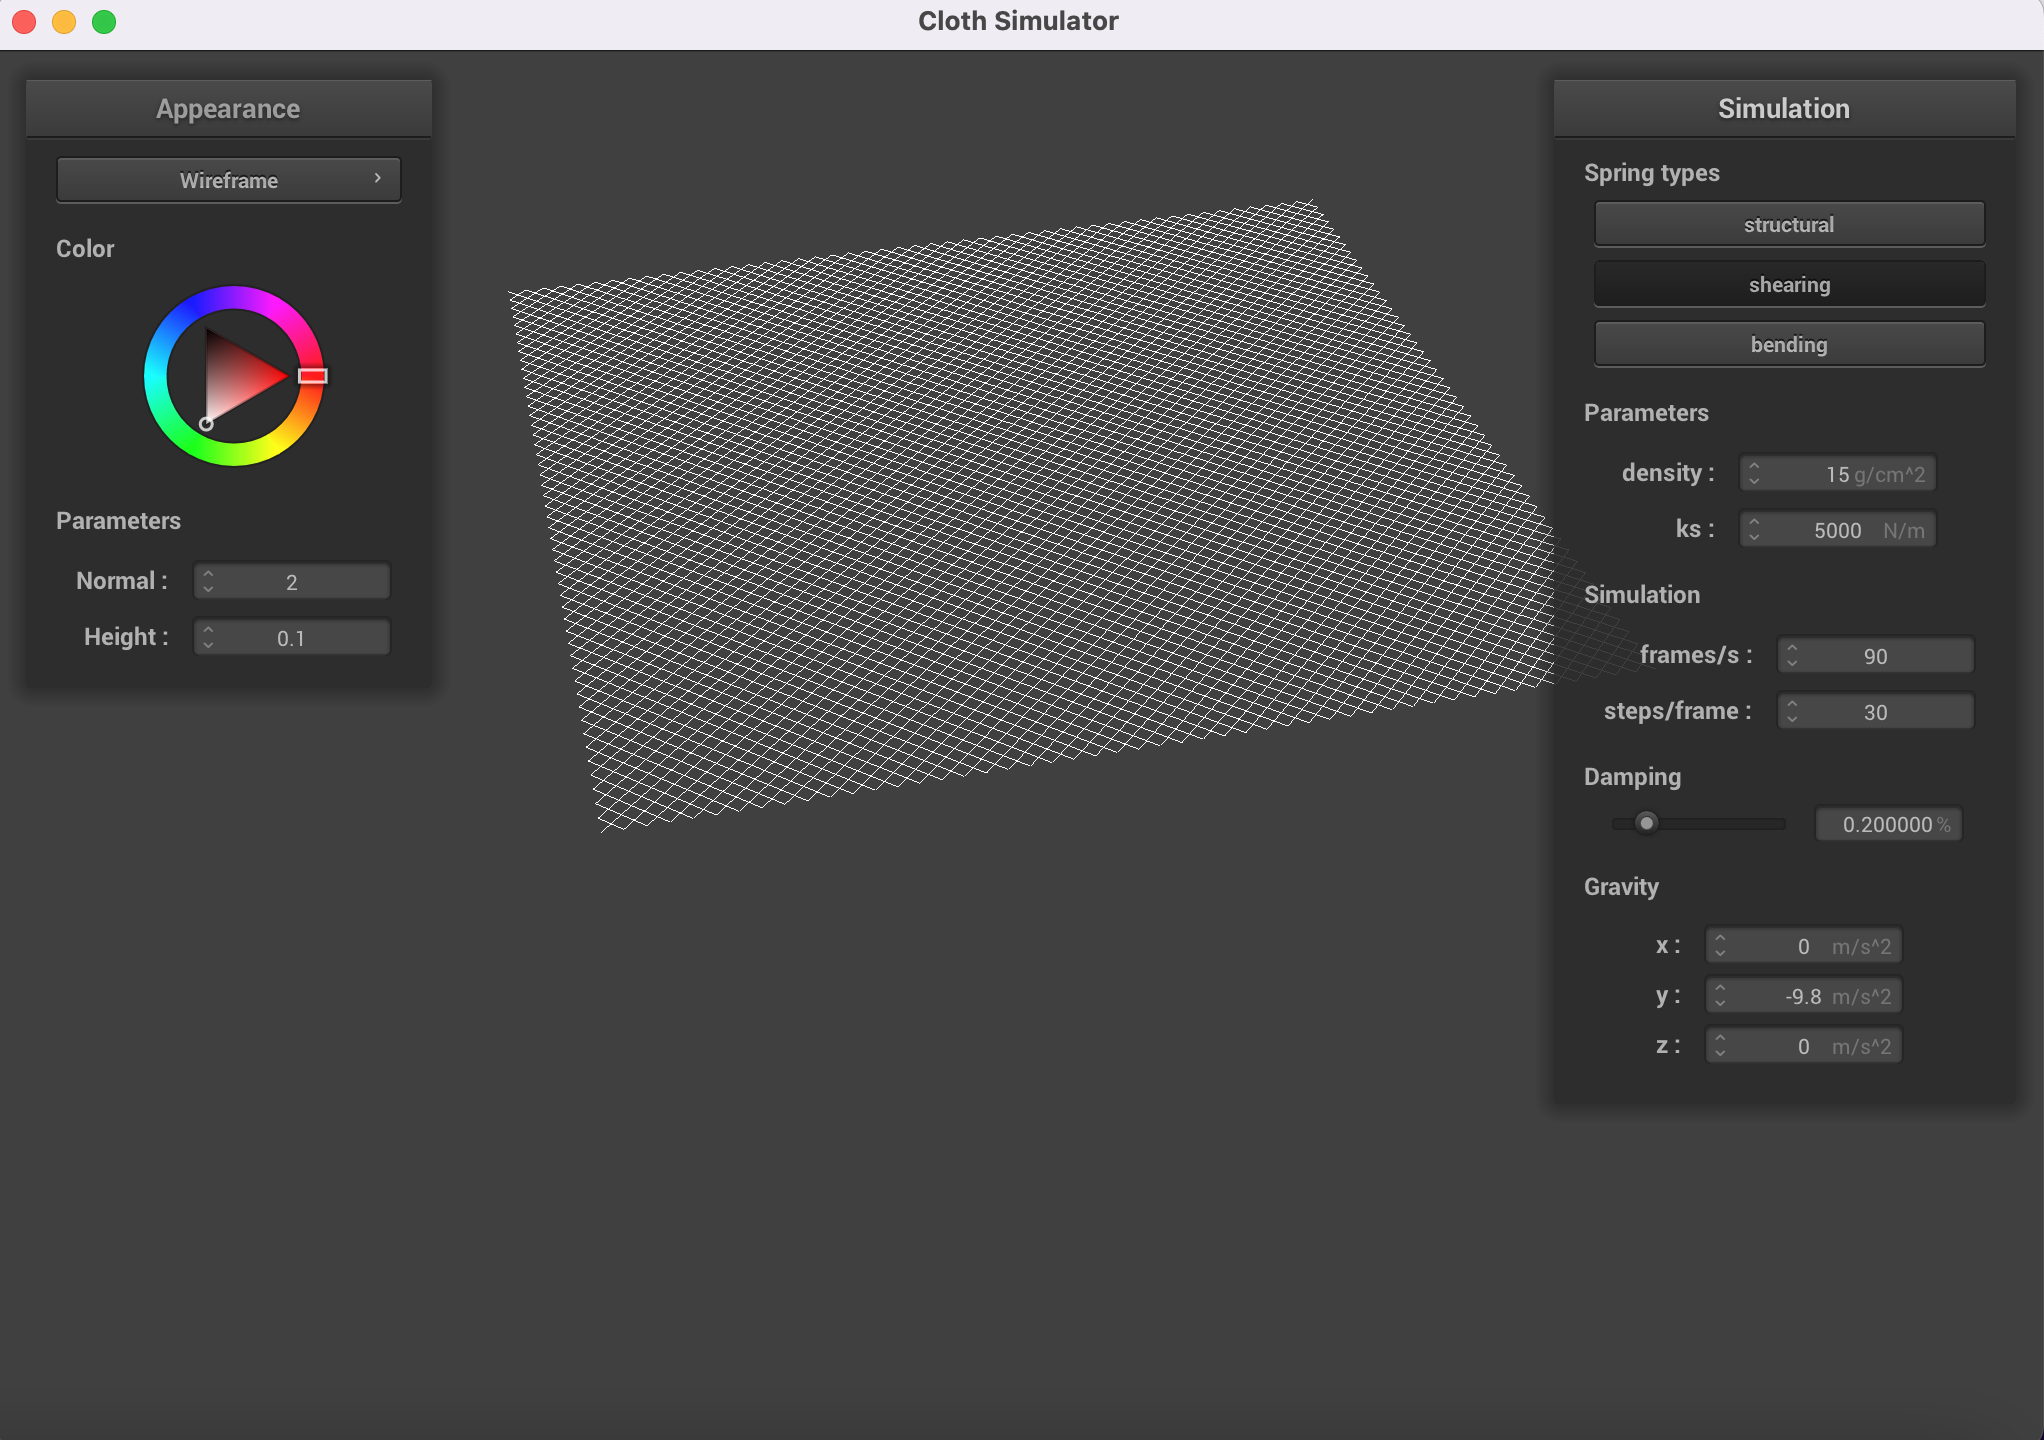 Cloth Simulator
Appearance
Wireframe
Color
Parameters
Normal : 2
Height : 0.1
Simulation
Spring types
structural
shearing
bending
Parameters
density : 15 g/cm^2
ks : 5000 N/m
Simulation
frames/s : 90
steps/frame : 30
Damping
0.200000 %
Gravity
x : 0 m/s^2
y : -9.8 m/s^2
z : 0 m/s^2